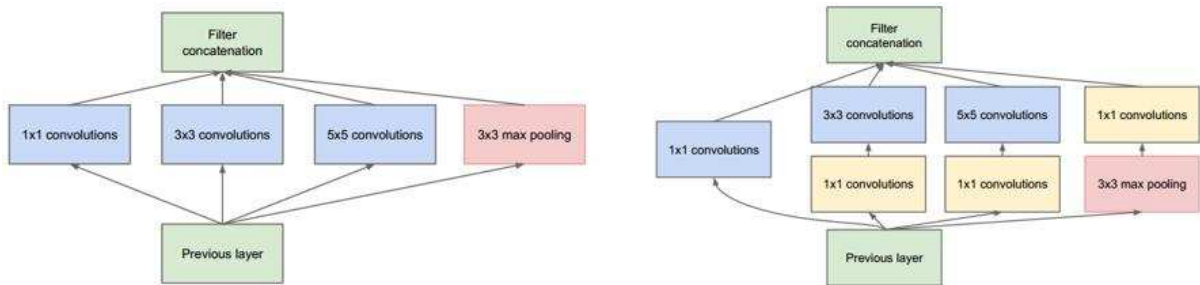 Filter
concatenation
1x1 convolutions
3x3 convolutions
5x5 convolutions
3x3 max pooling
Previous layer
Filter
concatenation
3x3 convolutions
5x5 convolutions
1x1 convolutions
1x1 convolutions
1x1 convolutions
1x1 convolutions
3x3 max pooling
Previous layer